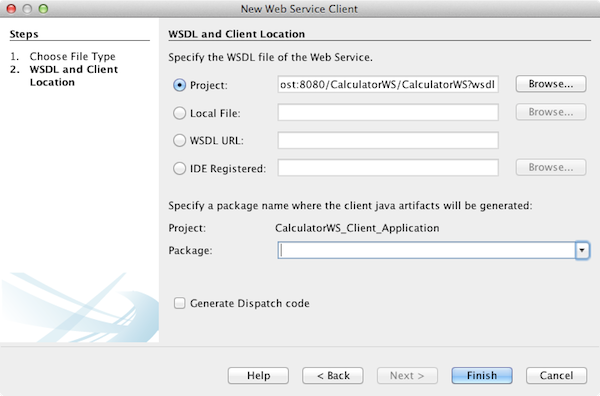 New Web Service Client
Steps
1. Choose File Type
2. WSDL and Client
Location
WSDL and Client Location
Specify the WSDL file of the Web Service.
Project: ost:8080/CalculatorWS/CalculatorWS?wsdl Browse...
Local File: Browse...
WSDL URL:
IDE Registered: Browse...
Specify a package name where the client java artifacts will be generated:
Project: CalculatorWS_Client_Application
Package:
Generate Dispatch code
Help < Back Next > Finish Cancel